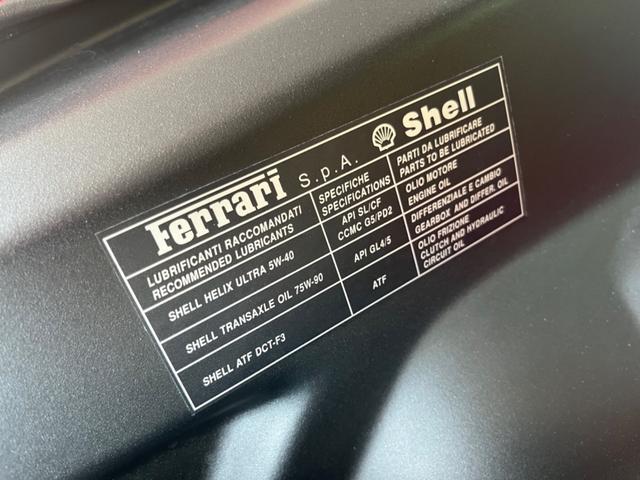 Ferrari S.p.A. Shell
LUBRIFICANTI RACCOMANDATI
RECOMMENDED LUBRICANTS
SPECIFICHE
SPECIFICATIONS
PARTI DA LUBRIFICARE
PARTS TO BE LUBRICATED
SHELL HELIX ULTRA 5W-40
API SL/CF
CCMC G5/PD2
OLIO MOTORE
ENGINE OIL
SHELL TRANSAXLE OIL 75W-90
API GL4/5
DIFFERENZIALE E CAMBIO
GEARBOX AND DIFFER. OIL
SHELL ATF DCT-F3
ATF
OLIO FRIZIONE
CLUTCH AND HYDRAULIC
CIRCUIT OIL